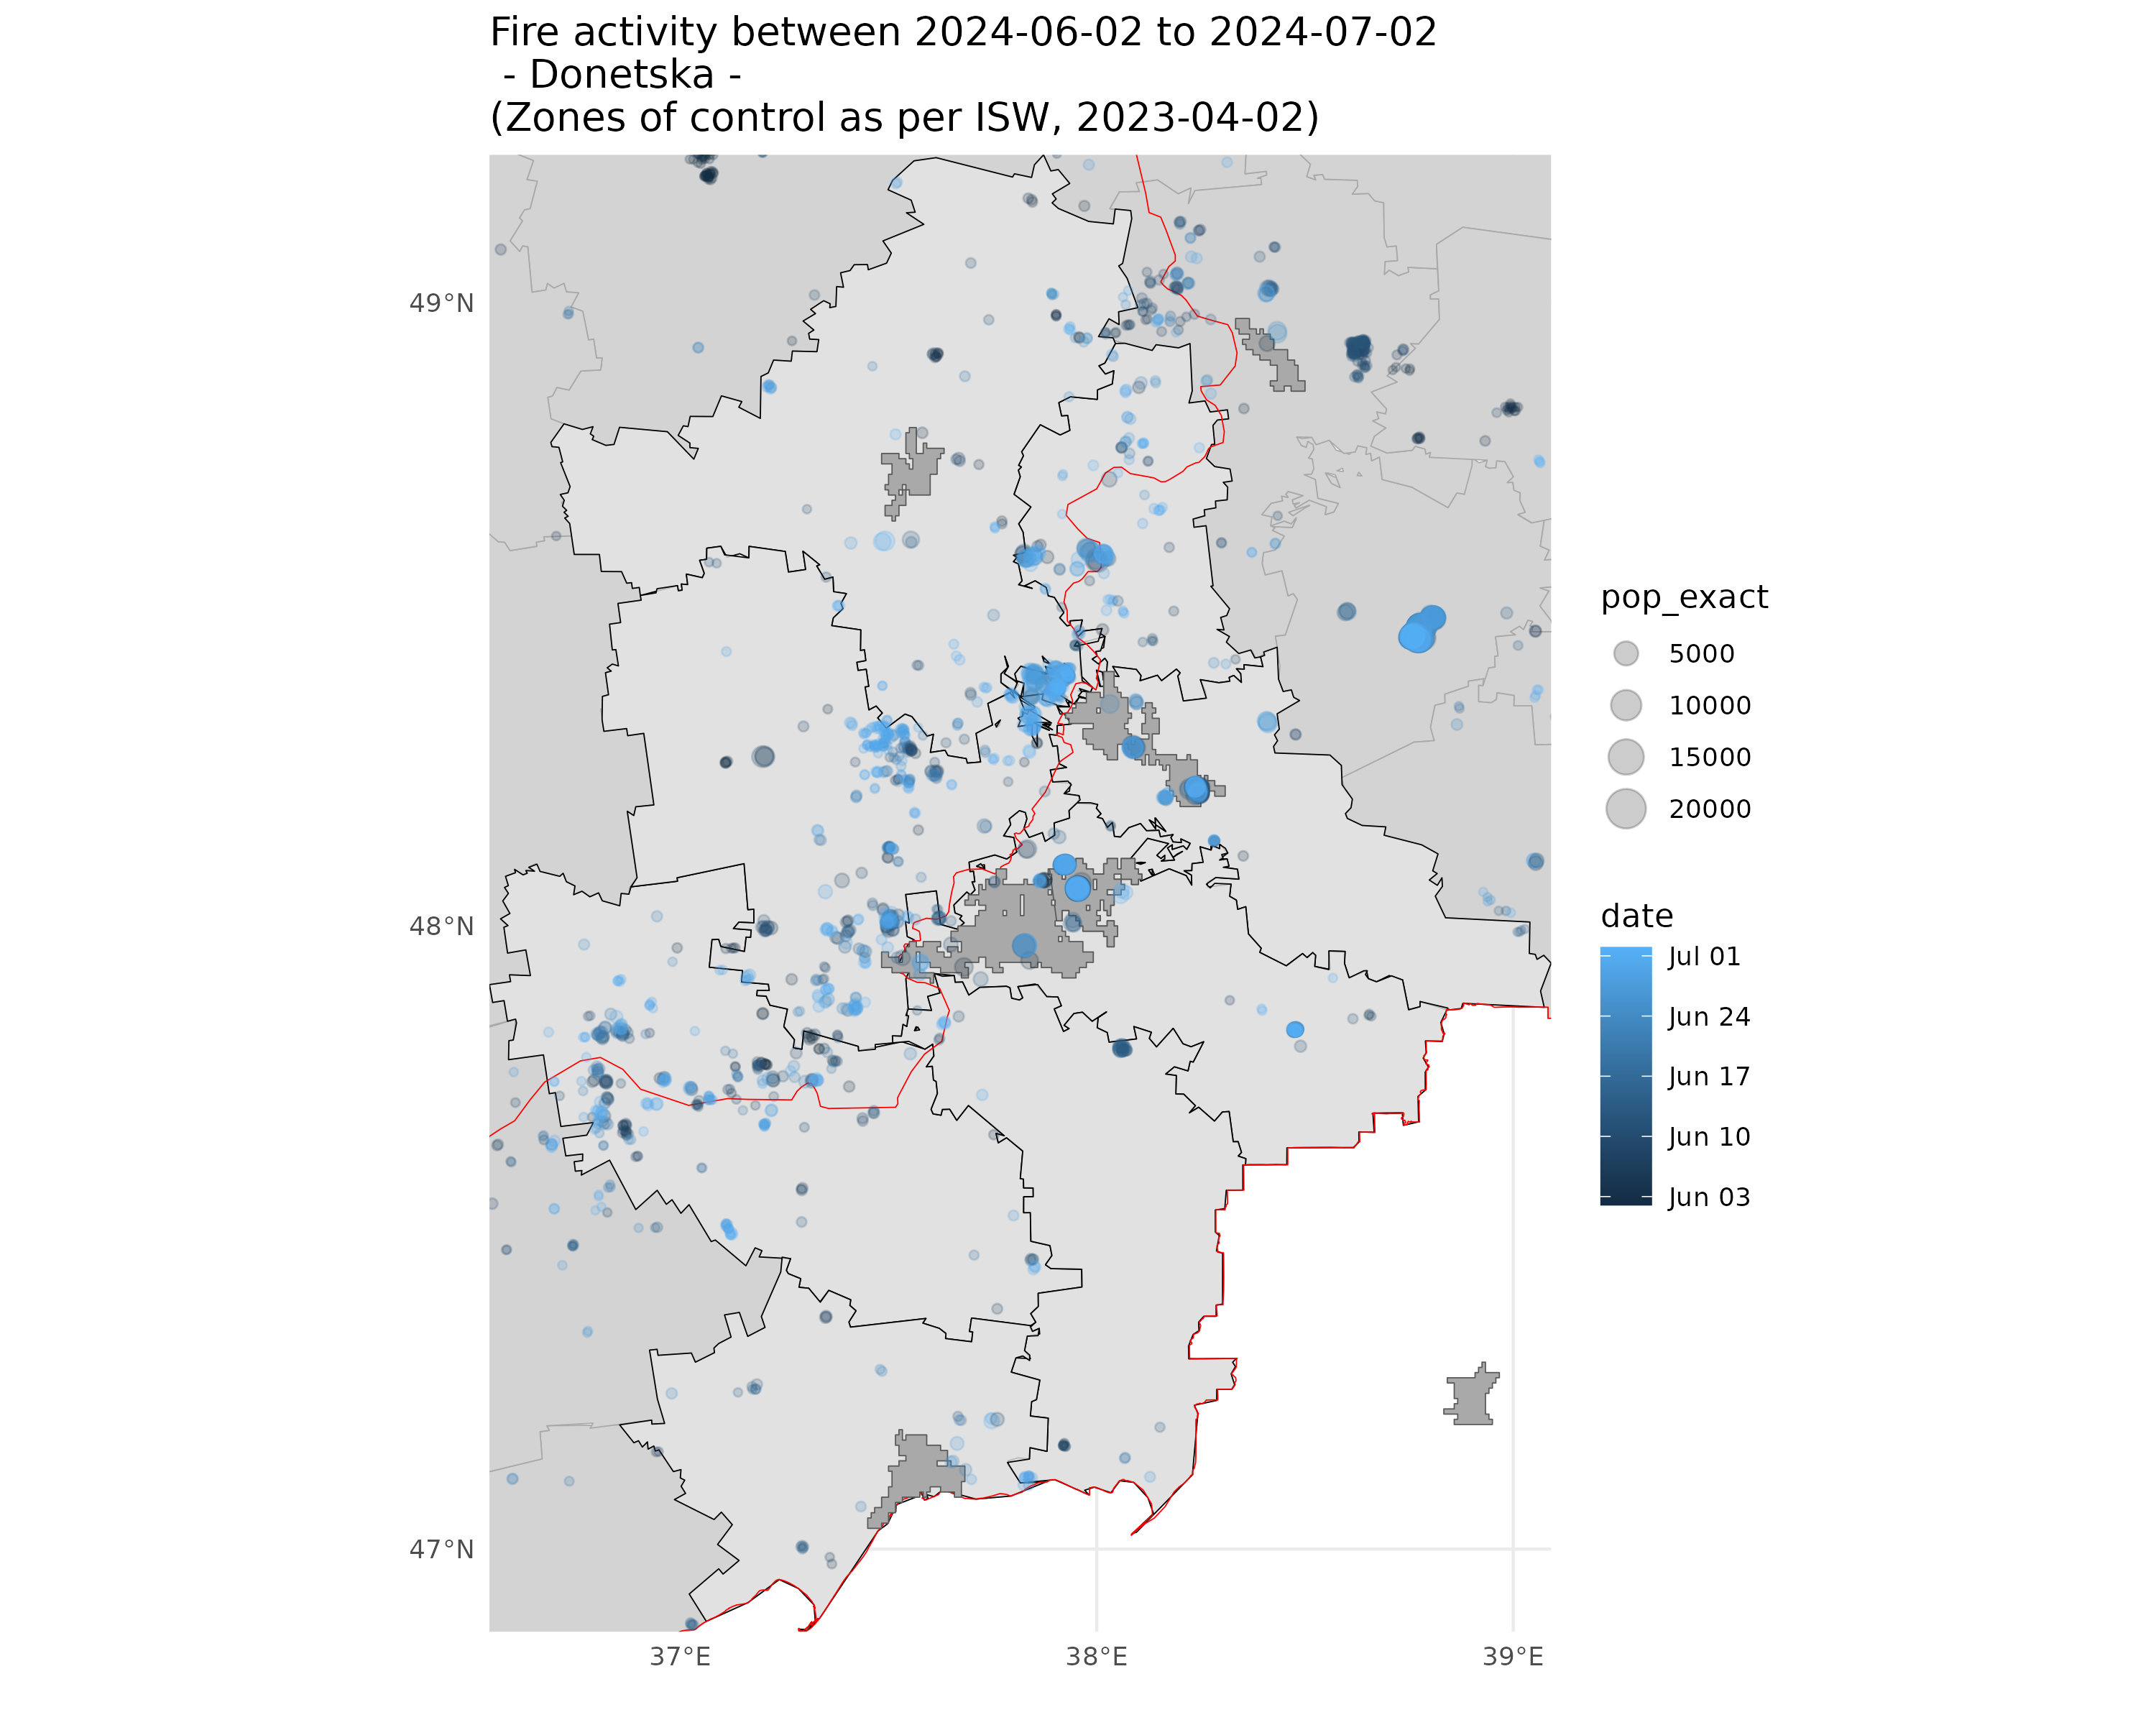 Fire activity between 2024-06-02 to 2024-07-02
- Donetska -
(Zones of control as per ISW, 2023-04-02)
49°N
48°N
47°N
37°E
38°E
39°E
pop_exact
5000
10000
15000
20000
date
Jul 01
Jun 24
Jun 17
Jun 10
Jun 03